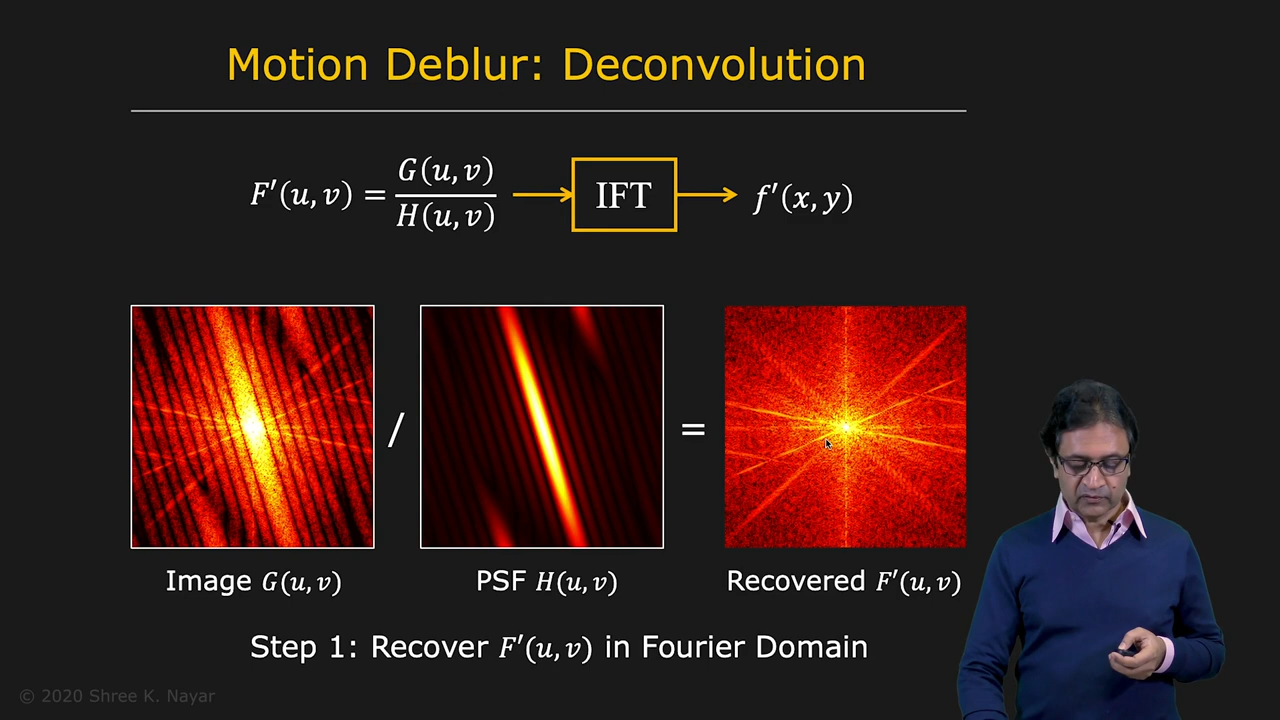 Motion Deblur: Deconvolution
F′(u, v) = G(u, v) / H(u, v) → IFT → f′(x, y)
/ =
Image G(u, v) PSF H(u, v) Recovered F′(u, v)
Step 1: Recover F′(u, v) in Fourier Domain
© 2020 Shree K. Nayar